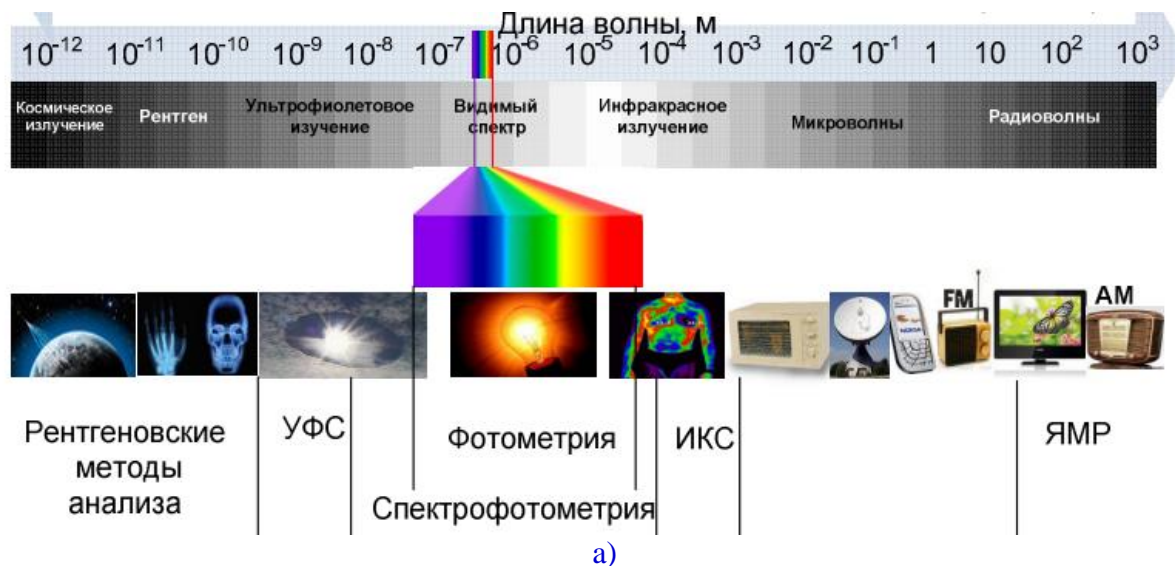 Длина волны, м
10-12 10-11 10-10 10-9 10-8 10-7 10-6 10-5 10-4 10-3 10-2 10-1 1 10 10² 10³
Космическое
излучение
Рентген
Ультрофиолетовое
изучение
Видимый
спектр
Инфракрасное
излучение
Микроволны
Радиоволны
FM
AM
NOKIA
Рентгеновские
методы
анализа
УФС
Фотометрия
ИКС
ЯМР
Спектрофотометрия
а)